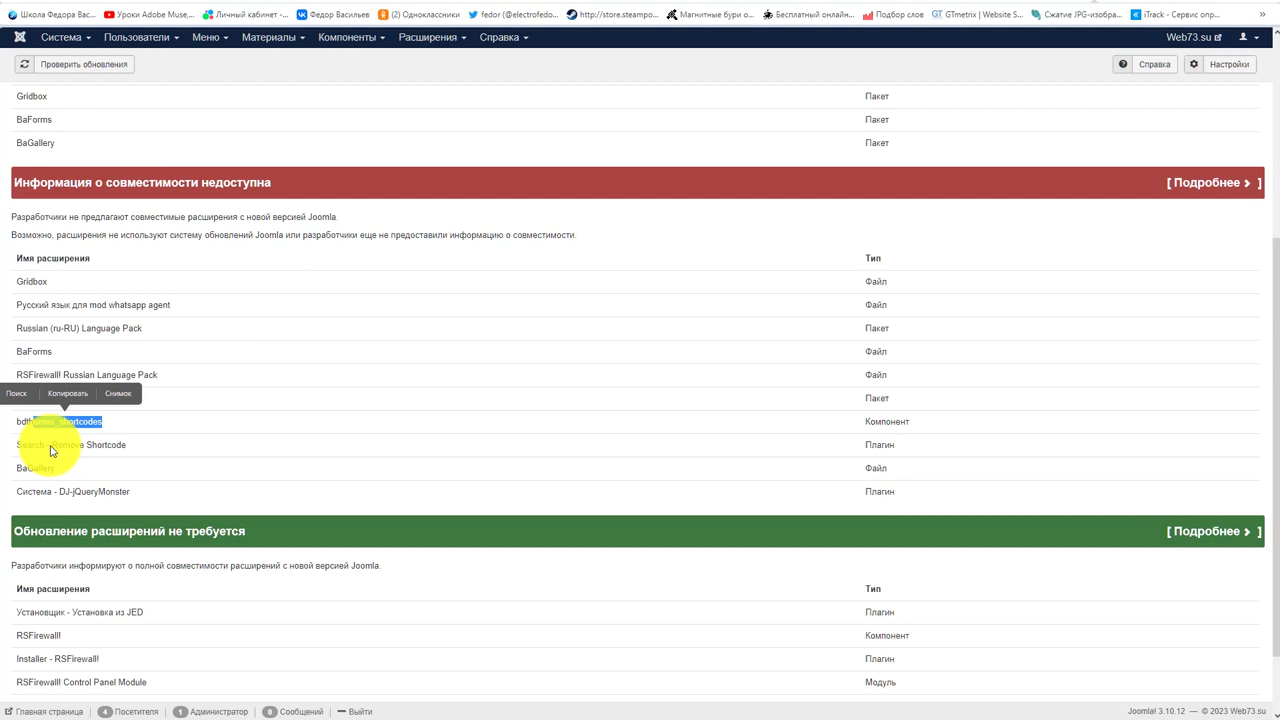 Школа Федора Вас... Уроки Adobe Muse,... Личный кабинет -... Федор Васильев (2) Одноклассники fedor (@electrofedo... http://store.steampo... Магнитные бури о... Бесплатный онлайн... Подбор слов GTmetrix | Website S... Сжатие JPG-изобра... iTrack - Сервис опр... »
Система Пользователи Меню Материалы Компоненты Расширения Справка Web73.su
Проверить обновления Справка Настройки
Gridbox Пакет
BaForms Пакет
BaGallery Пакет
Информация о совместимости недоступна [ Подробнее ]
Разработчики не предлагают совместимые расширения с новой версией Joomla.
Возможно, расширения не используют систему обновлений Joomla или разработчики еще не предоставили информацию о совместимости.
Имя расширения Тип
Gridbox Файл
Русский язык для mod whatsapp agent Файл
Russian (ru-RU) Language Pack Пакет
BaForms Файл
RSFirewall! Russian Language Pack Файл
Поиск Копировать Снимок
Пакет
bdthemes_shortcodes Компонент
Search - Remove Shortcode Плагин
BaGallery Файл
Система - DJ-jQueryMonster Плагин
Обновление расширений не требуется [ Подробнее ]
Разработчики информируют о полной совместимости расширений с новой версией Joomla.
Имя расширения Тип
Установщик - Установка из JED Плагин
RSFirewall! Компонент
Installer - RSFirewall! Плагин
RSFirewall! Control Panel Module Модуль
Главная страница 4 Посетителя 1 Администратор 0 Сообщений Выйти Joomla! 3.10.12 — © 2023 Web73.su